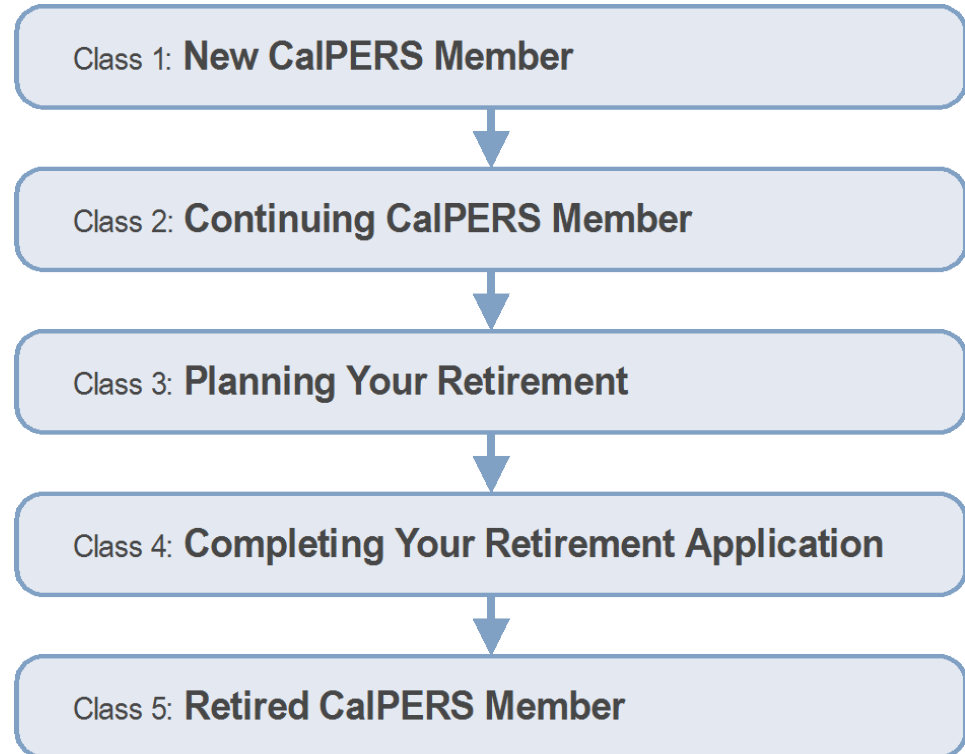 Class 1: New CalPERS Member
Class 2: Continuing CalPERS Member
Class 3: Planning Your Retirement
Class 4: Completing Your Retirement Application
Class 5: Retired CalPERS Member